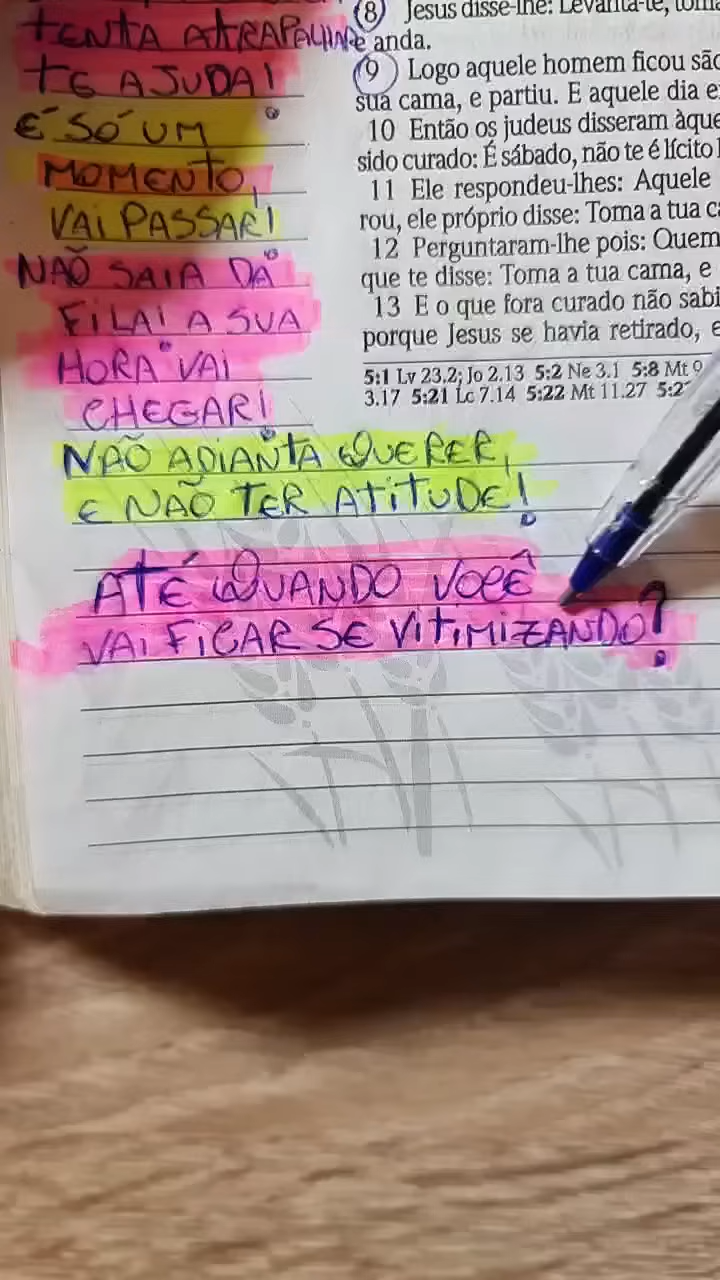 TENTA ATRAPALHAR
TE AJUDA!
É SÓ UM
MOMENTO,
VAI PASSAR!
NÃO SAIA DA
FILA! A SUA
HORA VAI
CHEGAR!
NÃO ADIANTA QUERER,
E NÃO TER ATITUDE!
ATÉ QUANDO VOCÊ
VAI FICAR SE VITIMIZANDO?
(8) Jesus disse-lhe: Levanta-te, toma
e anda.
(9) Logo aquele homem ficou são
sua cama, e partiu. E aquele dia e
10 Então os judeus disseram àque
sido curado: É sábado, não te é lícito l
11 Ele respondeu-lhes: Aquele
rou, ele próprio disse: Toma a tua c
12 Perguntaram-lhe pois: Quem
que te disse: Toma a tua cama, e
13 E o que fora curado não sabi
porque Jesus se havia retirado, e
5:1 Lv 23.2; Jo 2.13 5:2 Ne 3.1 5:8 Mt 9
3.17 5:21 Lc 7.14 5:22 Mt 11.27 5:2